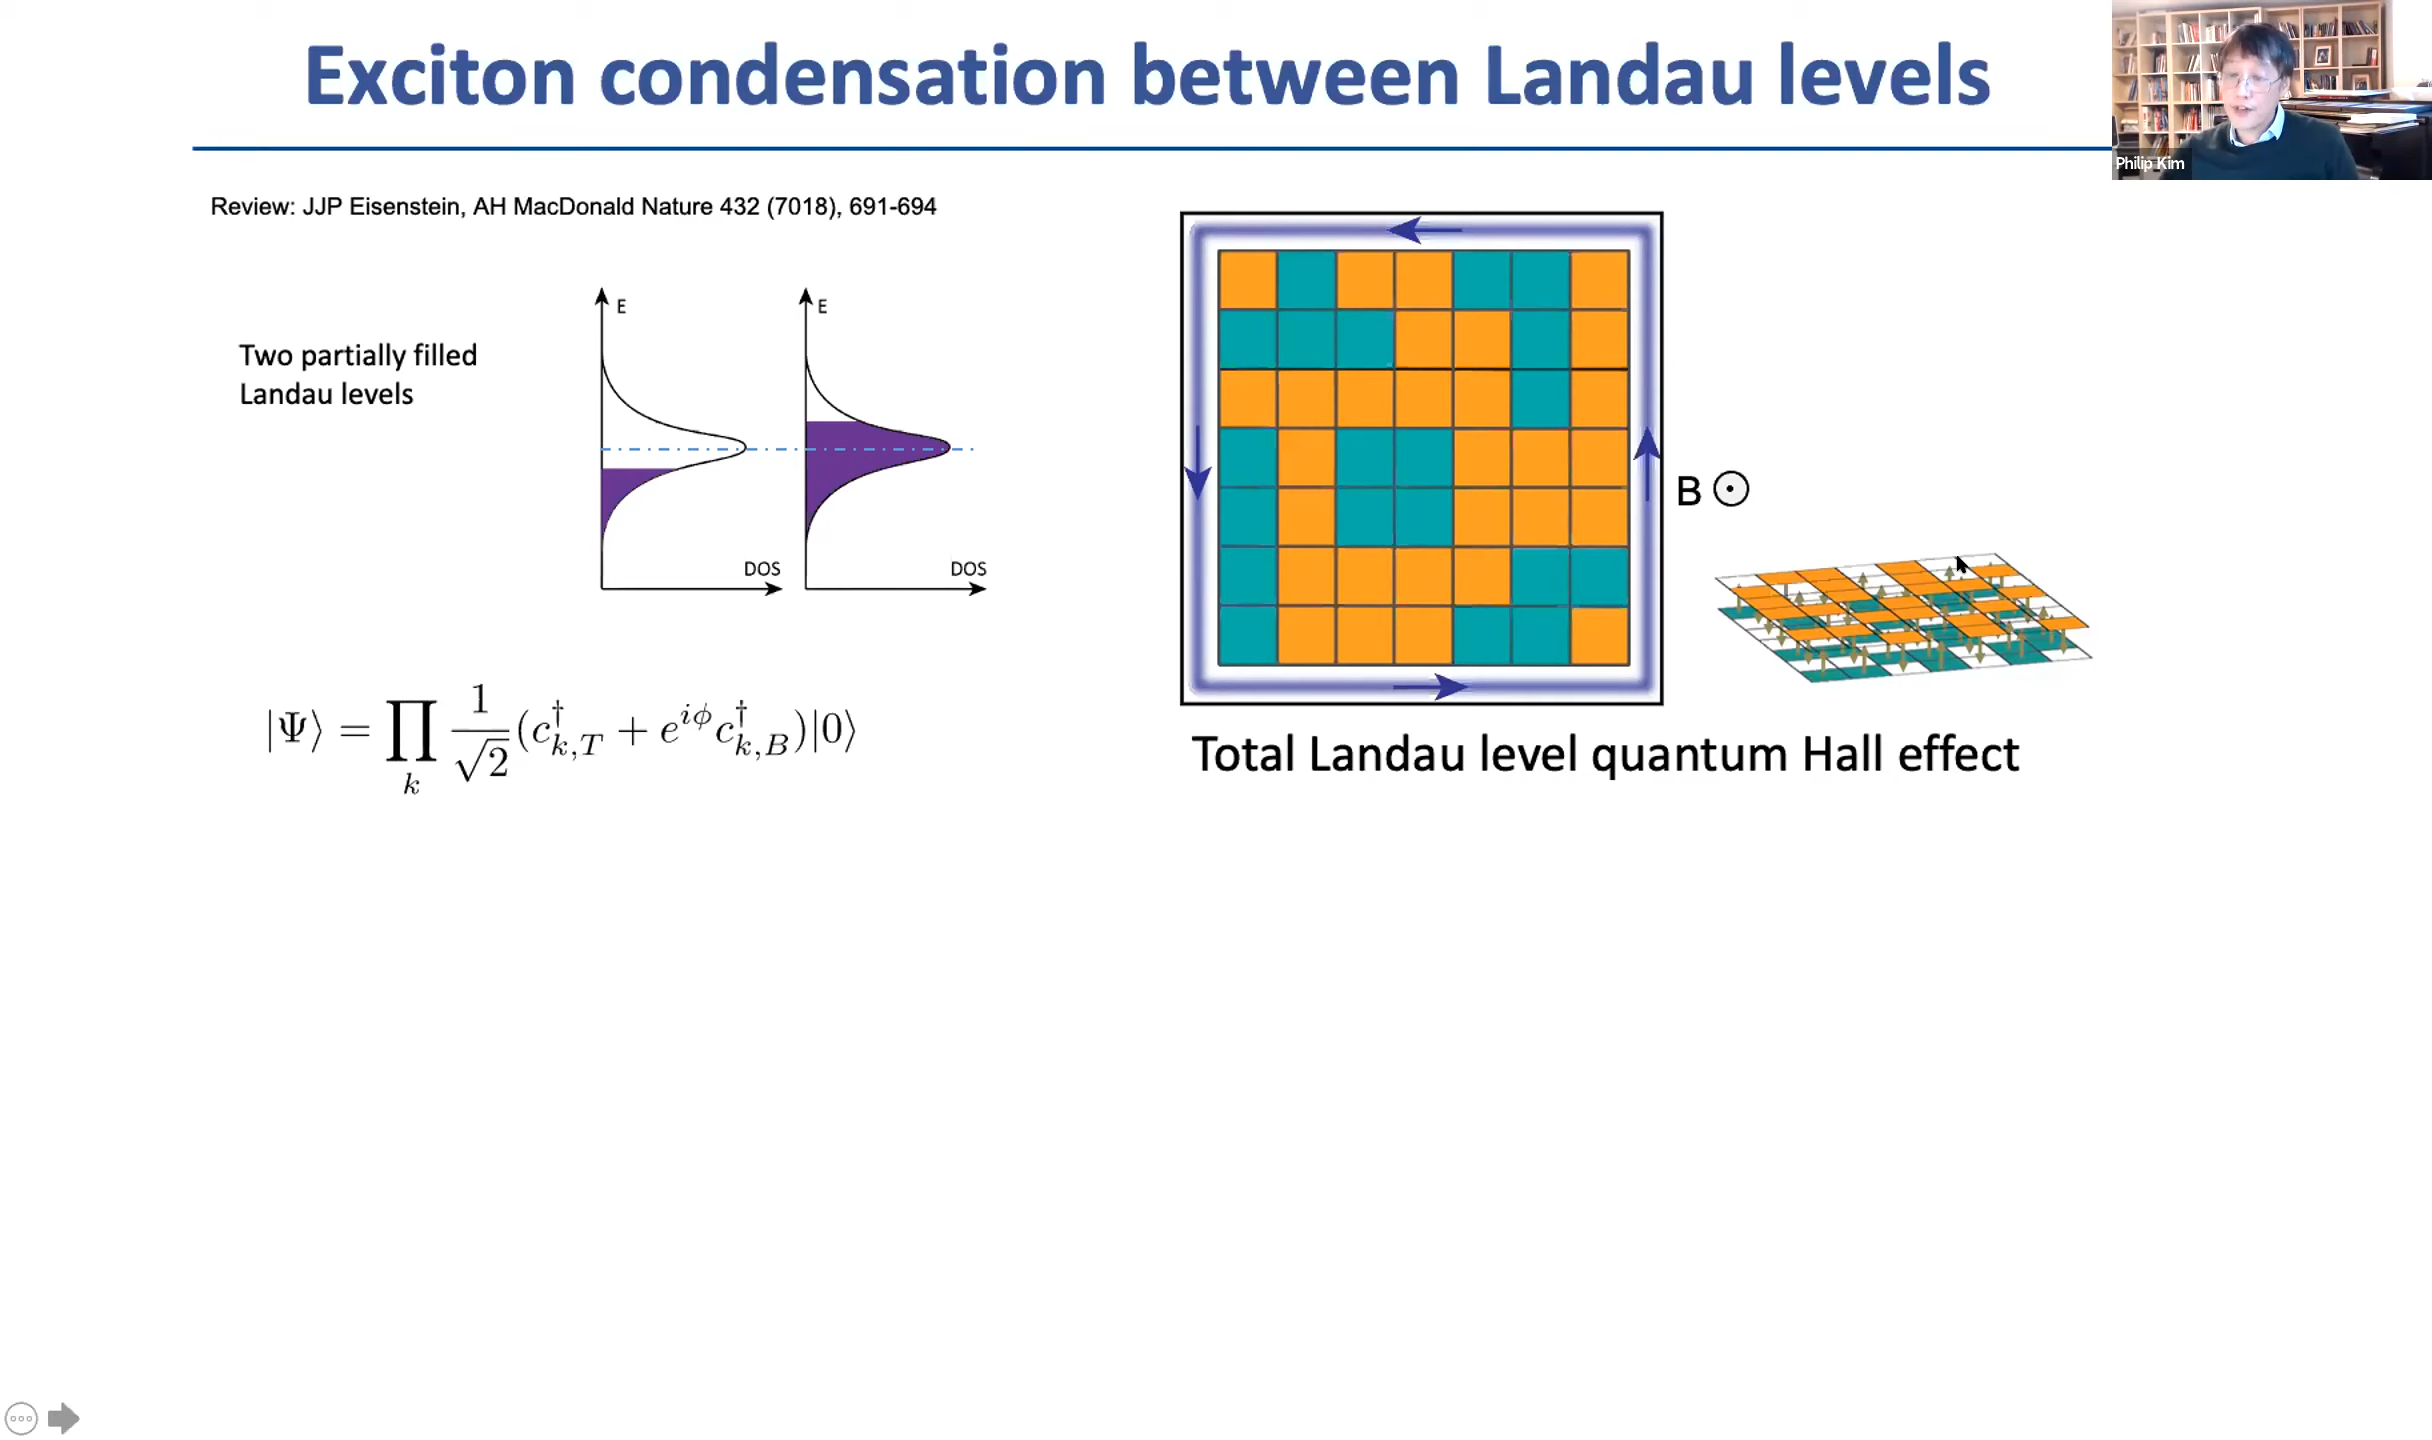 Exciton condensation between Landau levels
Philip Kim
Review: JJP Eisenstein, AH MacDonald Nature 432 (7018), 691-694
E
E
Two partially filled
Landau levels
DOS
DOS
B
|Ψ⟩ = ∏_k 1/√2 (c†_{k,T} + e^{iϕ} c†_{k,B})|0⟩
Total Landau level quantum Hall effect